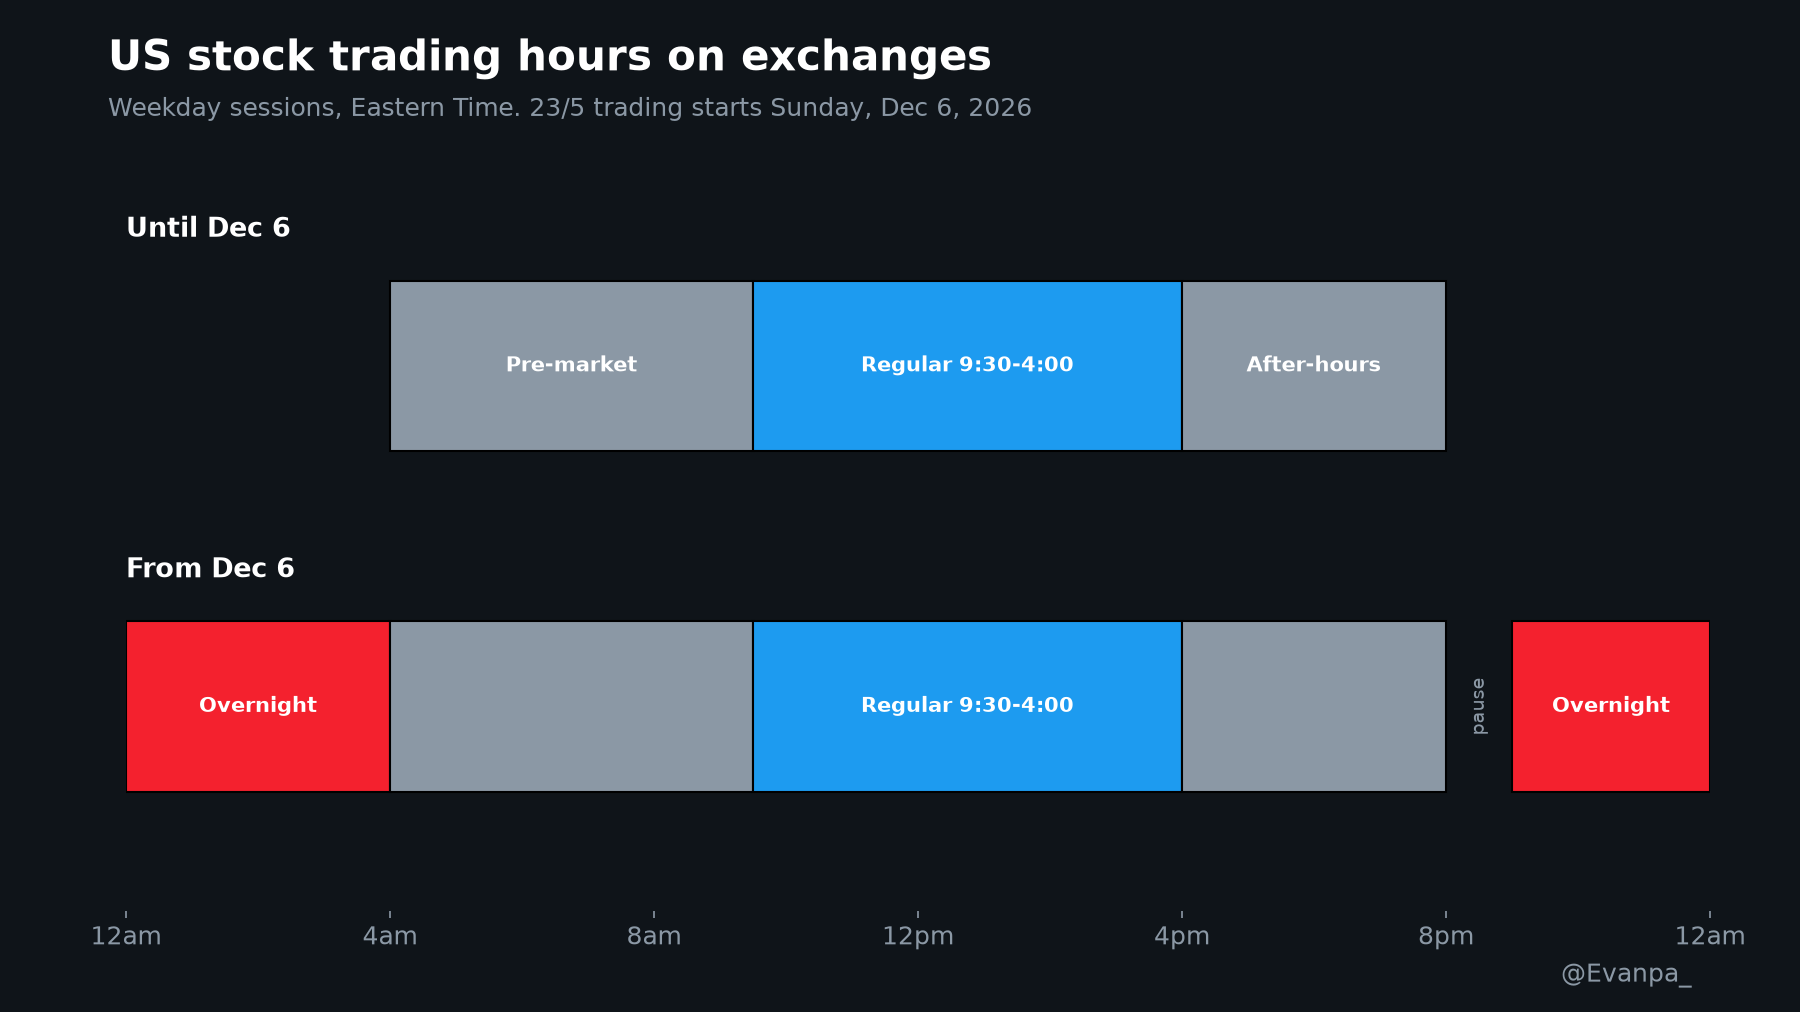 US stock trading hours on exchanges
Weekday sessions, Eastern Time. 23/5 trading starts Sunday, Dec 6, 2026
Until Dec 6
Pre-market
Regular 9:30-4:00
After-hours
From Dec 6
Overnight
Regular 9:30-4:00
pause
Overnight
12am
4am
8am
12pm
4pm
8pm
12am
@Evanpa_